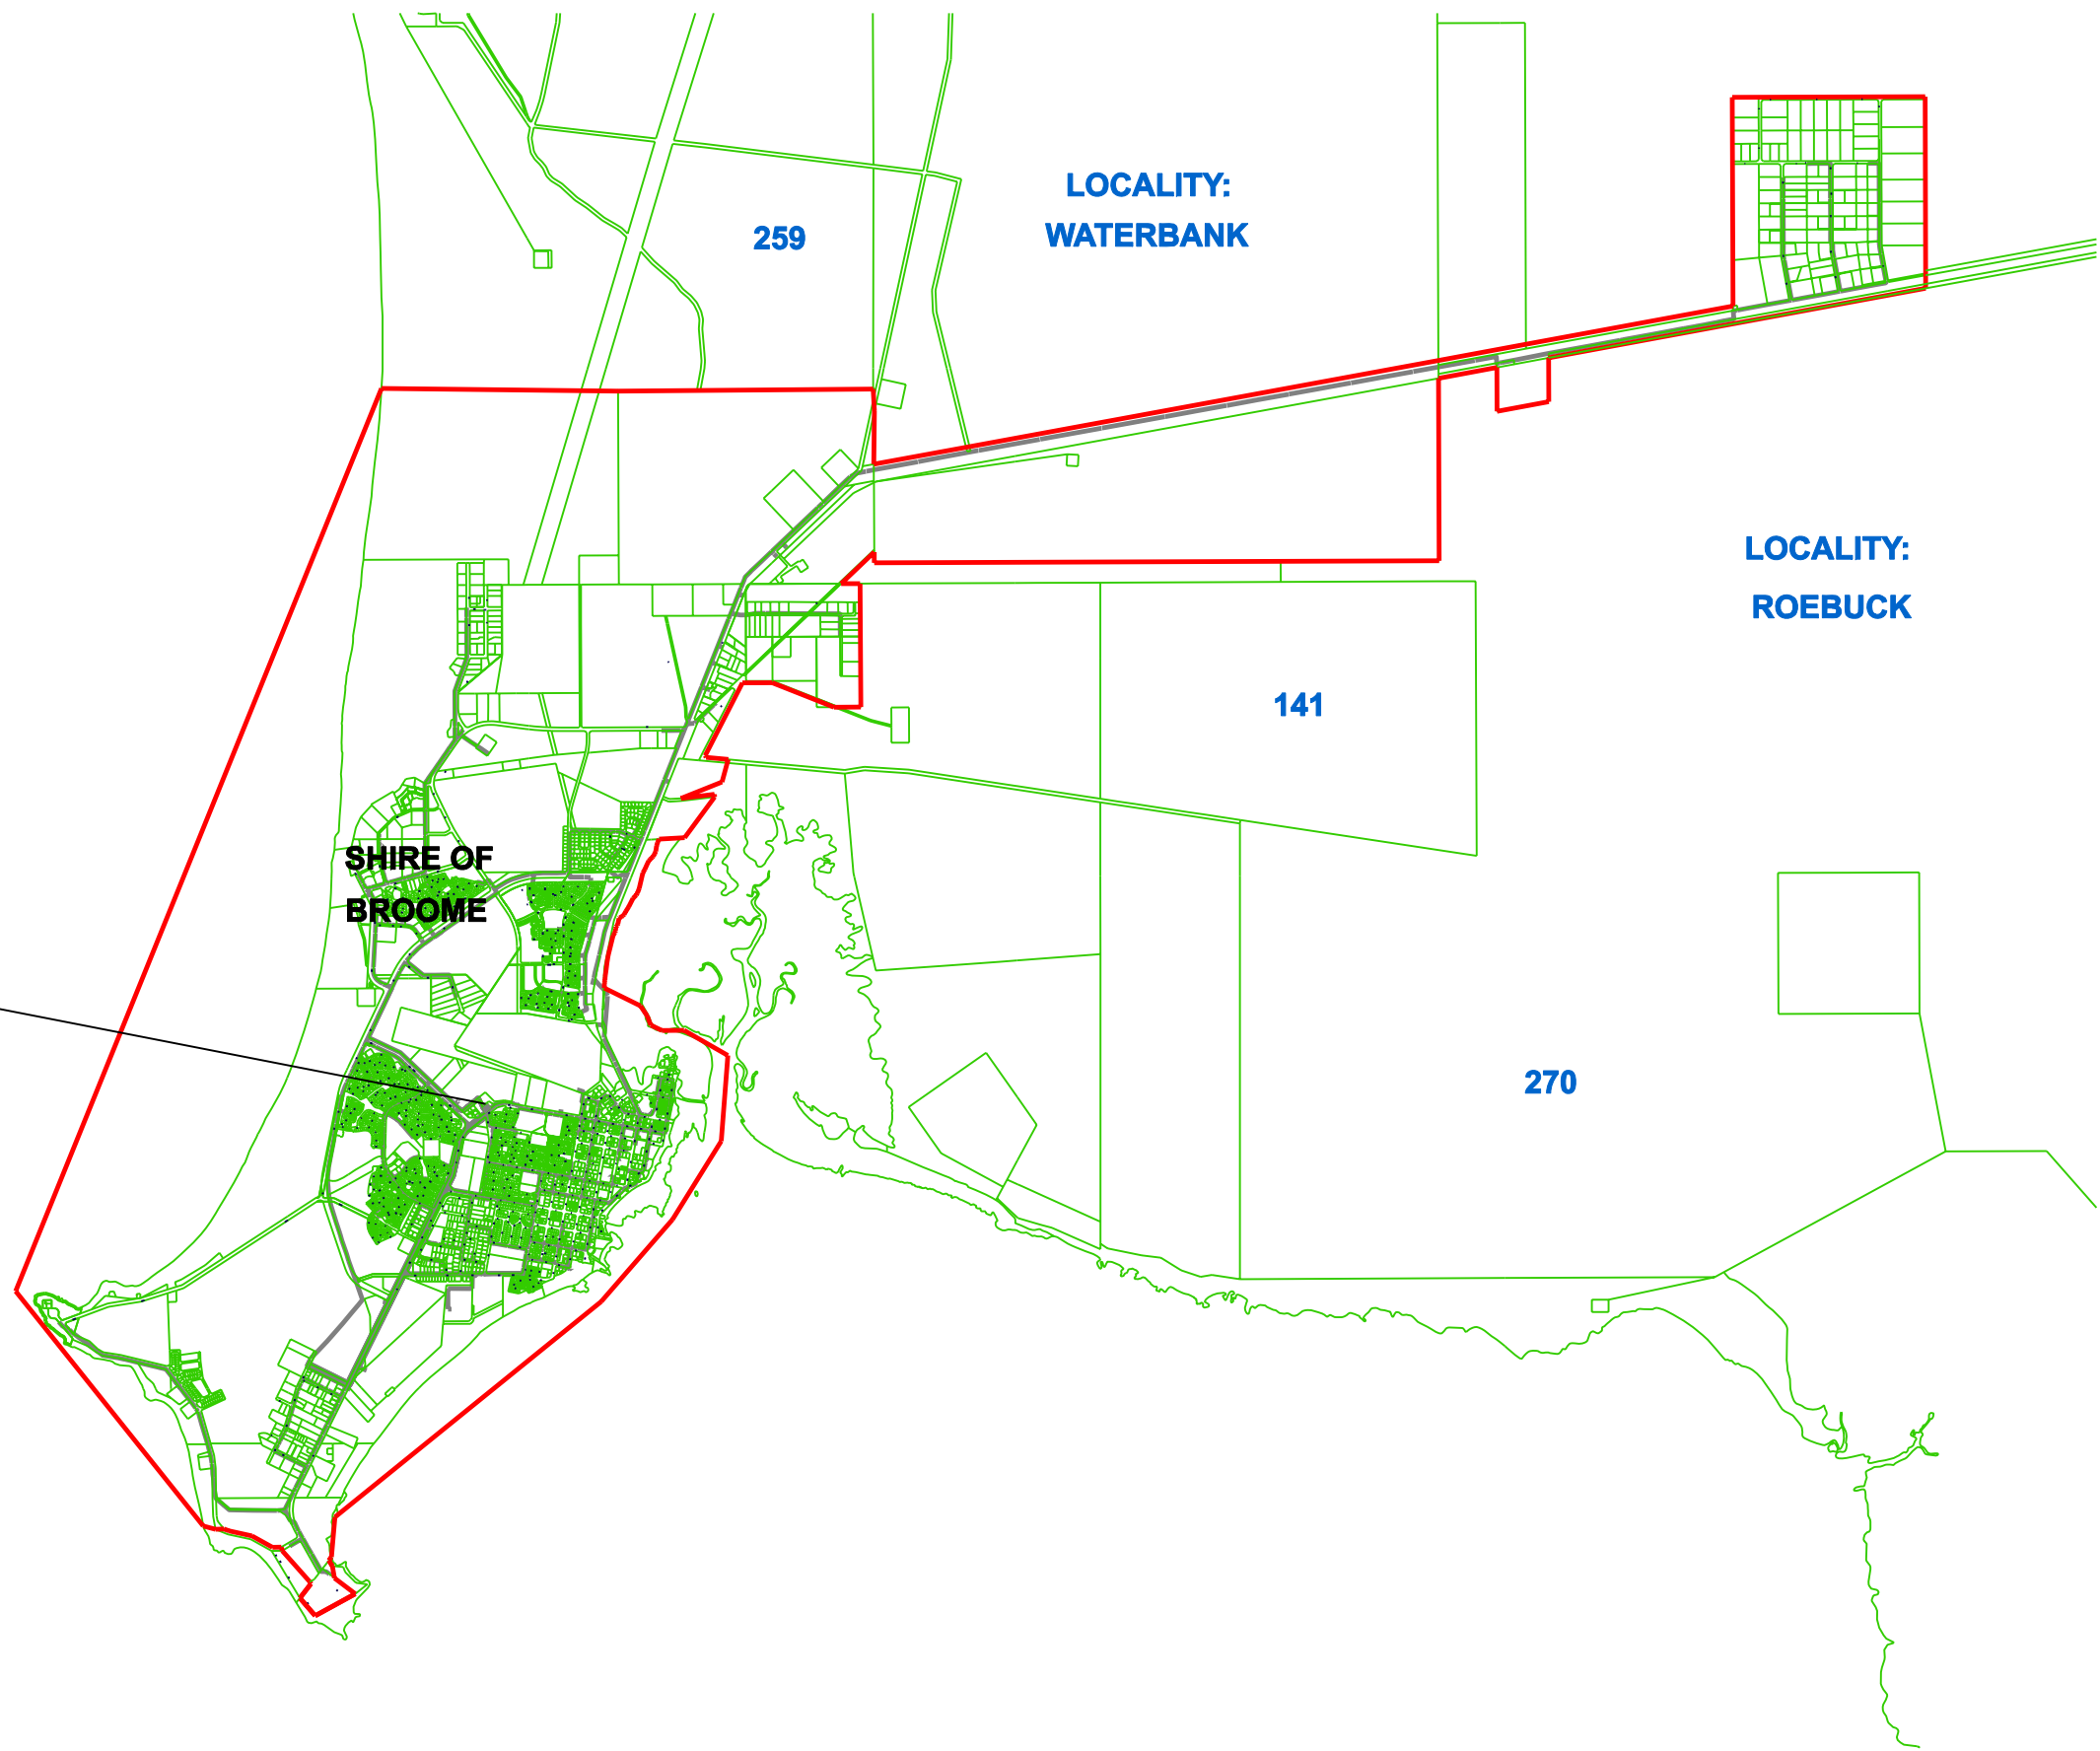 LOCALITY:
WATERBANK
259
LOCALITY:
ROEBUCK
141
SHIRE OF
BROOME
270